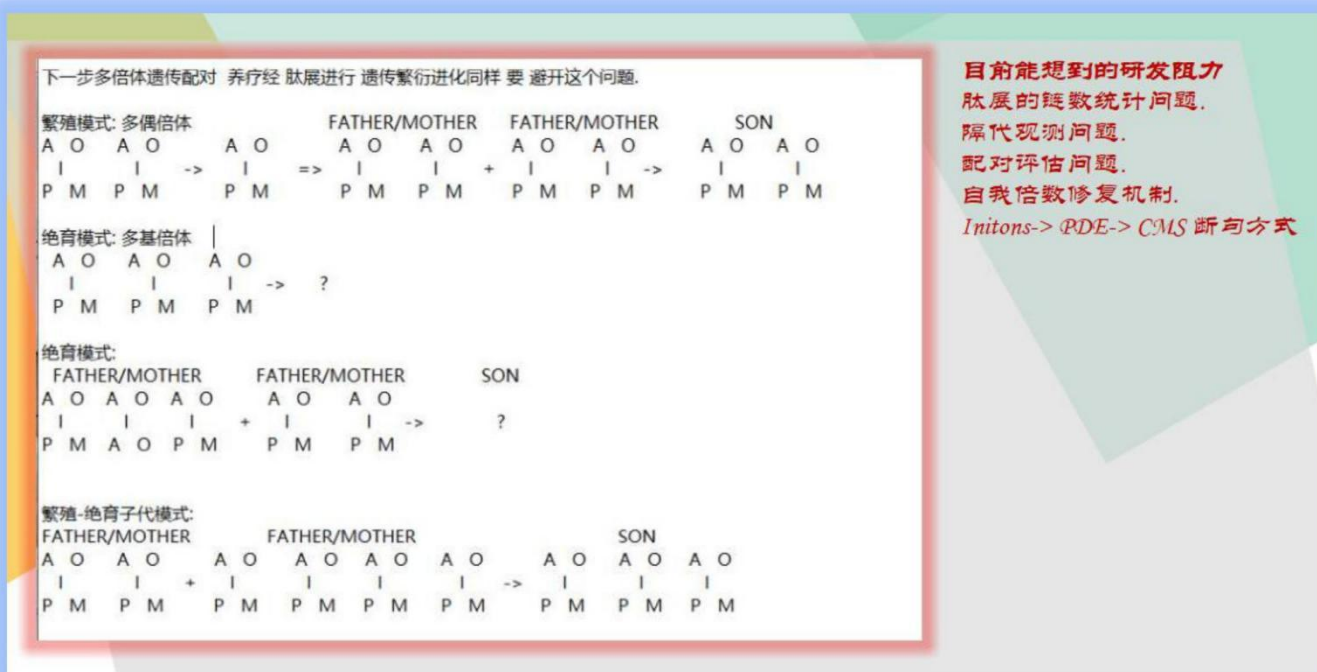 下一步多倍体遗传配对 养疗经 肽展进行 遗传繁衍进化同样 要 避开这个问题.
繁殖模式: 多偶倍体 FATHER/MOTHER FATHER/MOTHER SON
A O A O A O A O A O A O A O A O A O
I I -> I => I I + I I -> I I
P M P M P M P M P M P M P M P M P M
绝育模式: 多基倍体
A O A O A O
I I I -> ?
P M P M P M
绝育模式:
FATHER/MOTHER FATHER/MOTHER SON
A O A O A O A O A O
I I I + I I -> ?
P M A O P M P M P M
繁殖-绝育子代模式:
FATHER/MOTHER FATHER/MOTHER SON
A O A O A O A O A O A O A O A O A O
I I + I I I I -> I I I
P M P M P M P M P M P M P M P M P M
目前能想到的研发阻力
肽展的链数统计问题.
隔代观测问题.
配对评估问题.
自我倍数修复机制.
Initons-> PDE-> CMS 断句方式